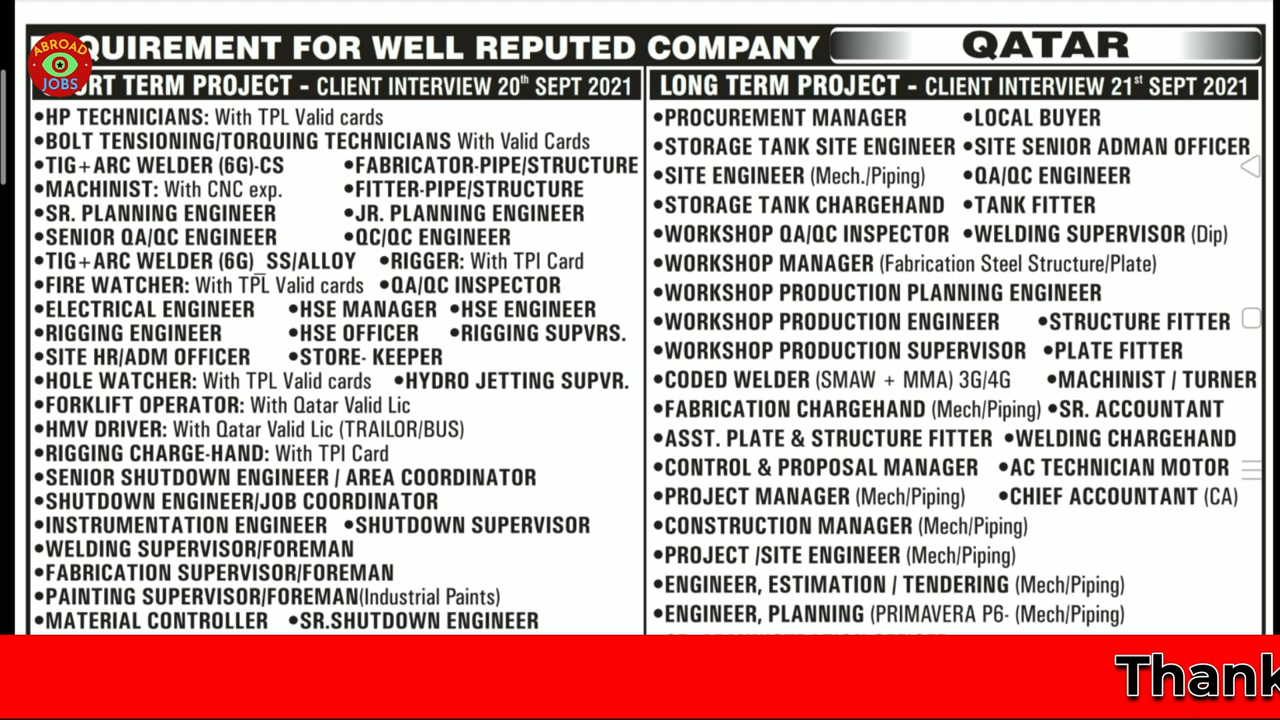 ABROAD
JOBS
QUIREMENT FOR WELL REPUTED COMPANY
QATAR
ORT TERM PROJECT - CLIENT INTERVIEW 20th SEPT 2021
•HP TECHNICIANS: With TPL Valid cards
•BOLT TENSIONING/TORQUING TECHNICIANS With Valid Cards
•TIG+ARC WELDER (6G)-CS •FABRICATOR-PIPE/STRUCTURE
•MACHINIST: With CNC exp. •FITTER-PIPE/STRUCTURE
•SR. PLANNING ENGINEER •JR. PLANNING ENGINEER
•SENIOR QA/QC ENGINEER •QC/QC ENGINEER
•TIG+ARC WELDER (6G)_SS/ALLOY •RIGGER: With TPI Card
•FIRE WATCHER: With TPL Valid cards •QA/QC INSPECTOR
•ELECTRICAL ENGINEER •HSE MANAGER •HSE ENGINEER
•RIGGING ENGINEER •HSE OFFICER •RIGGING SUPVRS.
•SITE HR/ADM OFFICER •STORE- KEEPER
•HOLE WATCHER: With TPL Valid cards •HYDRO JETTING SUPVR.
•FORKLIFT OPERATOR: With Qatar Valid Lic
•HMV DRIVER: With Qatar Valid Lic (TRAILOR/BUS)
•RIGGING CHARGE-HAND: With TPI Card
•SENIOR SHUTDOWN ENGINEER / AREA COORDINATOR
•SHUTDOWN ENGINEER/JOB COORDINATOR
•INSTRUMENTATION ENGINEER •SHUTDOWN SUPERVISOR
•WELDING SUPERVISOR/FOREMAN
•FABRICATION SUPERVISOR/FOREMAN
•PAINTING SUPERVISOR/FOREMAN(Industrial Paints)
•MATERIAL CONTROLLER •SR.SHUTDOWN ENGINEER
LONG TERM PROJECT - CLIENT INTERVIEW 21st SEPT 2021
•PROCUREMENT MANAGER •LOCAL BUYER
•STORAGE TANK SITE ENGINEER •SITE SENIOR ADMAN OFFICER
•SITE ENGINEER (Mech./Piping) •QA/QC ENGINEER
•STORAGE TANK CHARGEHAND •TANK FITTER
•WORKSHOP QA/QC INSPECTOR •WELDING SUPERVISOR (Dip)
•WORKSHOP MANAGER (Fabrication Steel Structure/Plate)
•WORKSHOP PRODUCTION PLANNING ENGINEER
•WORKSHOP PRODUCTION ENGINEER •STRUCTURE FITTER
•WORKSHOP PRODUCTION SUPERVISOR •PLATE FITTER
•CODED WELDER (SMAW + MMA) 3G/4G •MACHINIST / TURNER
•FABRICATION CHARGEHAND (Mech/Piping) •SR. ACCOUNTANT
•ASST. PLATE & STRUCTURE FITTER •WELDING CHARGEHAND
•CONTROL & PROPOSAL MANAGER •AC TECHNICIAN MOTOR
•PROJECT MANAGER (Mech/Piping) •CHIEF ACCOUNTANT (CA)
•CONSTRUCTION MANAGER (Mech/Piping)
•PROJECT /SITE ENGINEER (Mech/Piping)
•ENGINEER, ESTIMATION / TENDERING (Mech/Piping)
•ENGINEER, PLANNING (PRIMAVERA P6- (Mech/Piping)
Thank